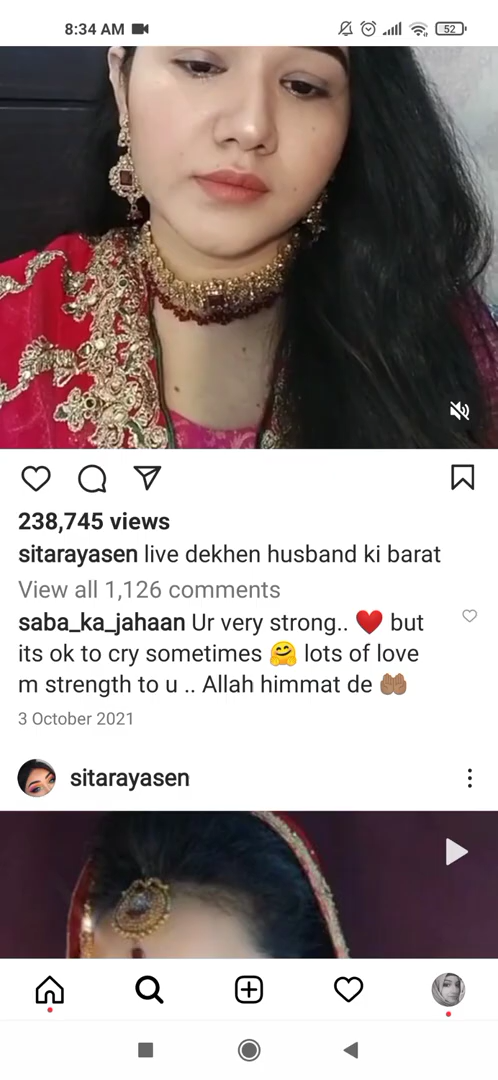 8:34 AM
52
238,745 views
sitarayasen live dekhen husband ki barat
View all 1,126 comments
saba_ka_jahaan Ur very strong.. ❤️ but
its ok to cry sometimes 🤗 lots of love
m strength to u .. Allah himmat de 🤲🏽
3 October 2021
sitarayasen